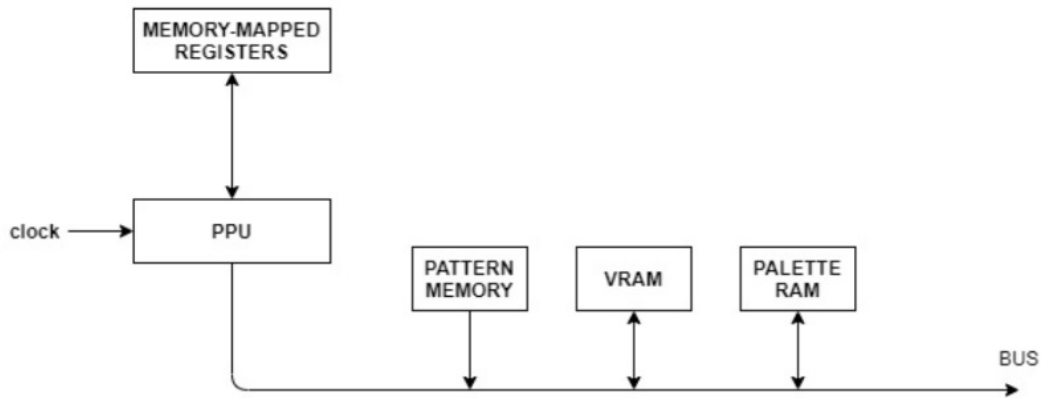 MEMORY-MAPPED
REGISTERS
clock
PPU
PATTERN
MEMORY
VRAM
PALETTE
RAM
BUS